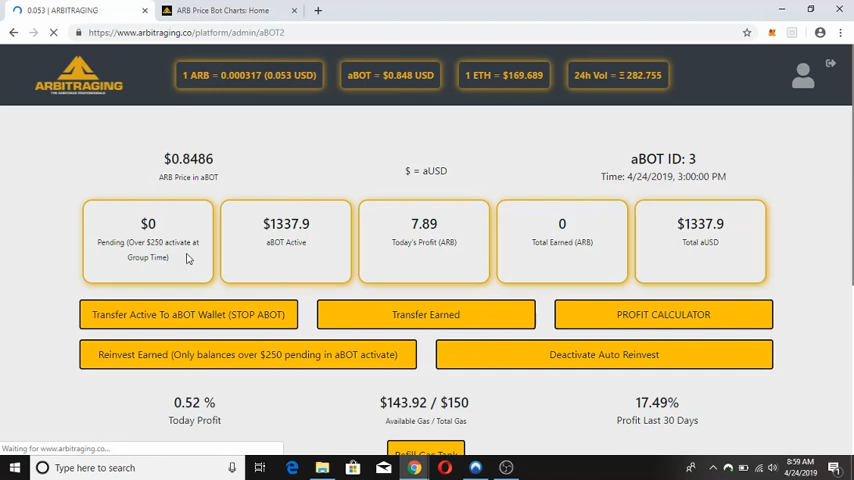 0.053 | ARBITRAGING
ARB Price Bot Charts: Home
https://www.arbitraging.co/platform/admin/aBOT2
ARBITRAGING
1 ARB = 0.000317 (0.053 USD)
aBOT = $0.848 USD
1 ETH = $169.689
24h Vol = Ξ 282.755
$0.8486
ARB Price in aBOT
$ = aUSD
aBOT ID: 3
Time: 4/24/2019, 3:00:00 PM
$0
Pending (Over $250 activate at
Group Time)
$1337.9
aBOT Active
7.89
Today's Profit (ARB)
0
Total Earned (ARB)
$1337.9
Total aUSD
Transfer Active To aBOT Wallet (STOP ABOT)
Transfer Earned
PROFIT CALCULATOR
Reinvest Earned (Only balances over $250 pending in aBOT activate)
Deactivate Auto Reinvest
0.52 %
Today Profit
$143.92 / $150
Available Gas / Total Gas
17.49%
Profit Last 30 Days
Refill Gas Tank
Waiting for www.arbitraging.co...
Type here to search
8:59 AM
4/24/2019